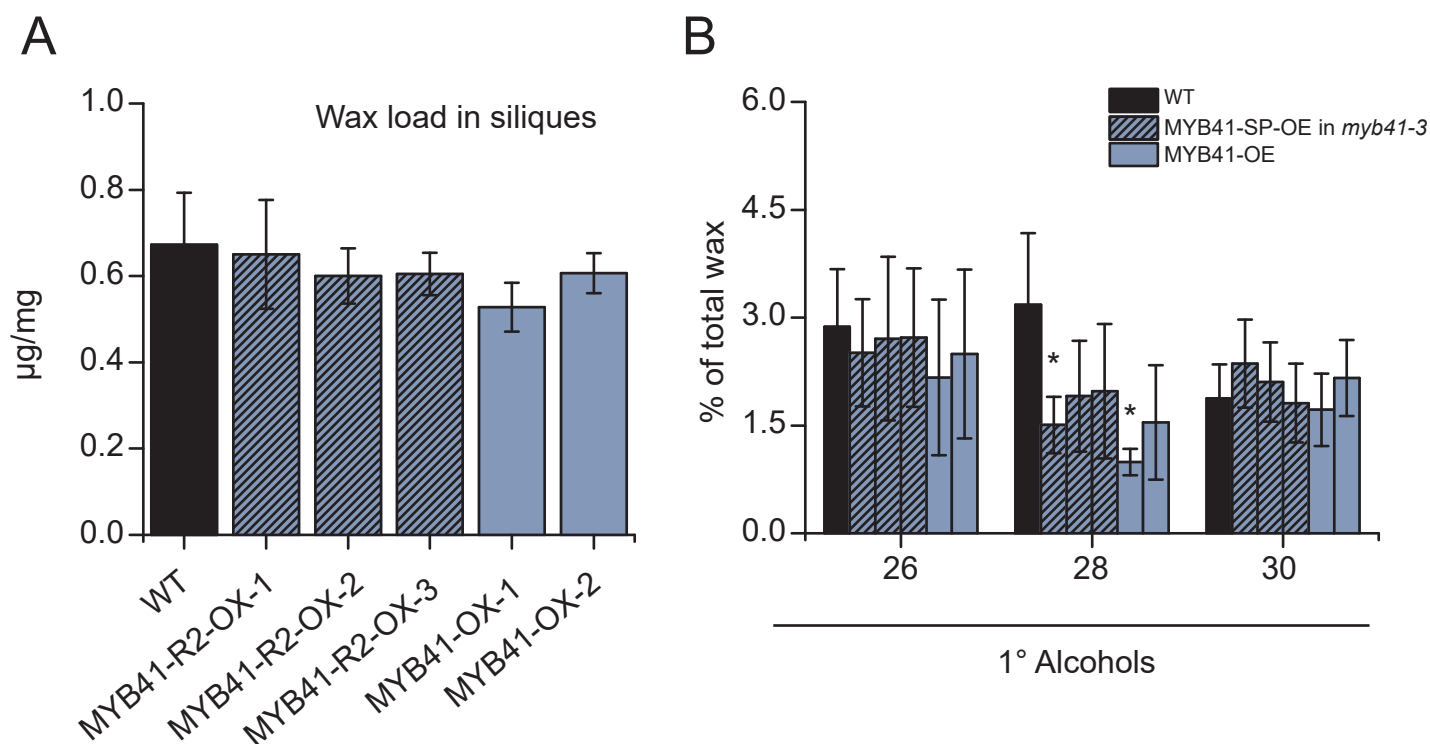 A
Wax load in siliques
µg/mg
1.0
0.8
0.6
0.4
0.2
0.0
WT
MYB41-R2-OX-1
MYB41-R2-OX-2
MYB41-R2-OX-3
MYB41-OX-1
MYB41-OX-2
B
WT
MYB41-SP-OE in myb41-3
MYB41-OE
% of total wax
6.0
4.5
3.0
1.5
0.0
*
*
26
28
30
1° Alcohols